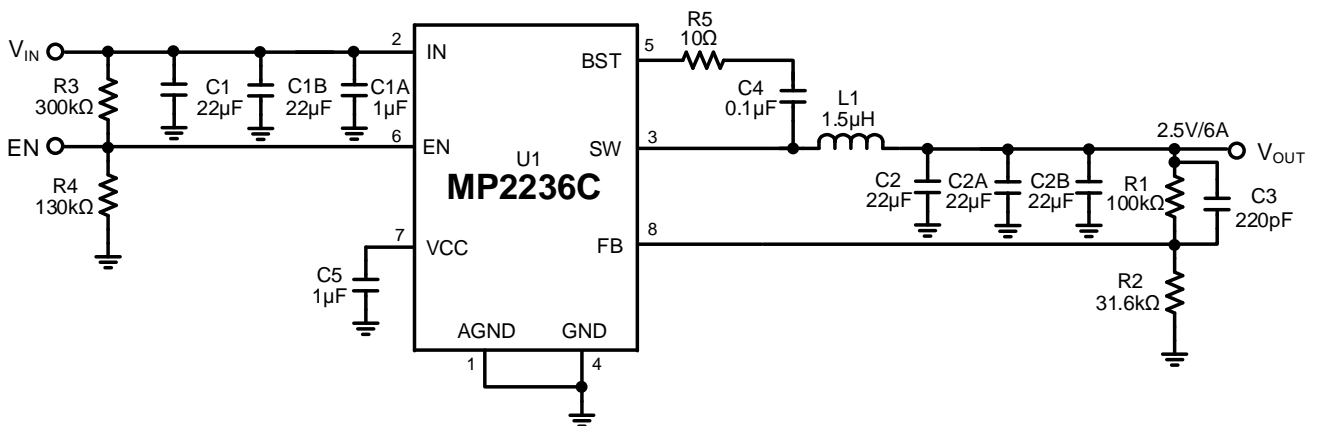 V_IN
R3
300kΩ
EN
R4
130kΩ
C1
22µF
C1B
22µF
C1A
1µF
2
IN
6
EN
7
VCC
C5
1µF
U1
MP2236C
AGND
1
GND
4
BST
5
SW
3
FB
8
R5
10Ω
C4
0.1µF
L1
1.5µH
C2
22µF
C2A
22µF
C2B
22µF
2.5V/6A
V_OUT
R1
100kΩ
C3
220pF
R2
31.6kΩ